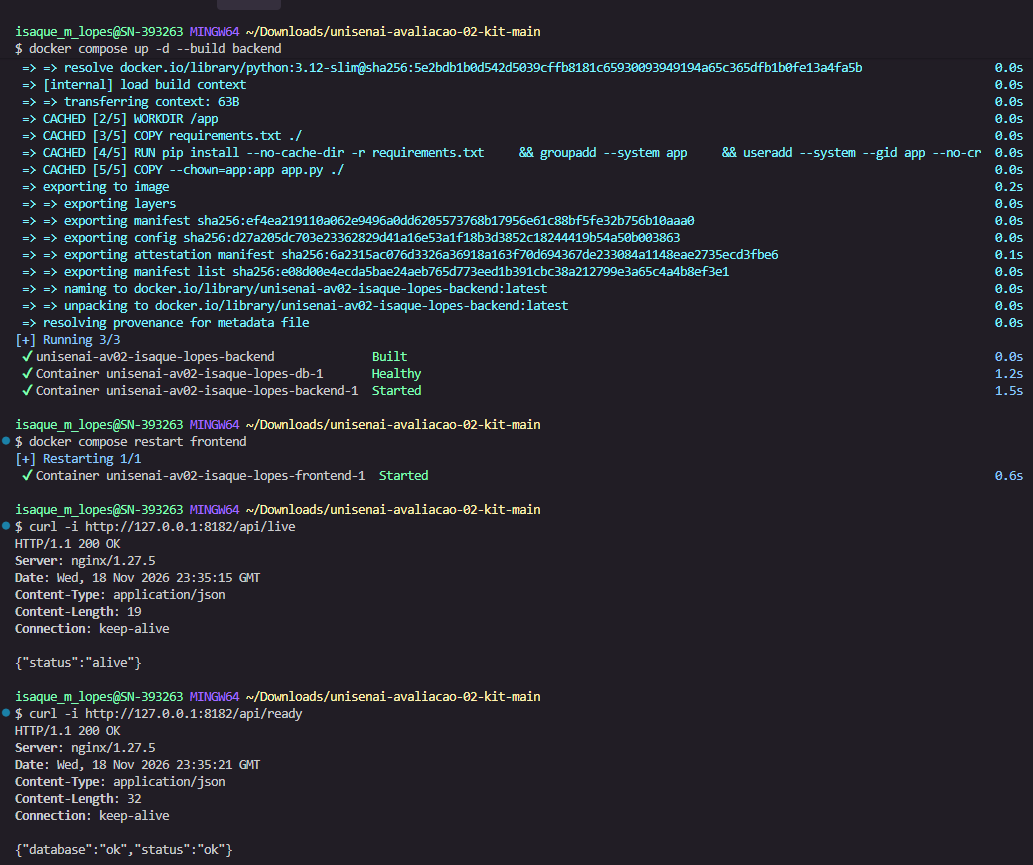 isaque_m_lopes@SN-393263 MINGW64 ~/Downloads/unisenai-avaliacao-02-kit-main
$ docker compose up -d --build backend
=> => resolve docker.io/library/python:3.12-slim@sha256:5e2bdb1b0d542d5039cffb8181c65930093949194a65c365dfb1b0fe13a4fa5b 0.0s
=> [internal] load build context 0.0s
=> => transferring context: 63B 0.0s
=> CACHED [2/5] WORKDIR /app 0.0s
=> CACHED [3/5] COPY requirements.txt ./ 0.0s
=> CACHED [4/5] RUN pip install --no-cache-dir -r requirements.txt && groupadd --system app && useradd --system --gid app --no-cr 0.0s
=> CACHED [5/5] COPY --chown=app:app app.py ./ 0.0s
=> exporting to image 0.2s
=> => exporting layers 0.0s
=> => exporting manifest sha256:ef4ea219110a062e9496a0dd6205573768b17956e61c88bf5fe32b756b10aaa0 0.0s
=> => exporting config sha256:d27a205dc703e23362829d41a16e53a1f18b3d3852c18244419b54a50b003863 0.0s
=> => exporting attestation manifest sha256:6a2315ac076d3326a36918a163f70d694367de233084a1148eae2735ecd3fbe6 0.1s
=> => exporting manifest list sha256:e08d00e4ecda5bae24aeb765d773eed1b391cbc38a212799e3a65c4a4b8ef3e1 0.0s
=> => naming to docker.io/library/unisenai-av02-isaque-lopes-backend:latest 0.0s
=> => unpacking to docker.io/library/unisenai-av02-isaque-lopes-backend:latest 0.0s
=> resolving provenance for metadata file 0.0s
[+] Running 3/3
✔ unisenai-av02-isaque-lopes-backend Built 0.0s
✔ Container unisenai-av02-isaque-lopes-db-1 Healthy 1.2s
✔ Container unisenai-av02-isaque-lopes-backend-1 Started 1.5s
isaque_m_lopes@SN-393263 MINGW64 ~/Downloads/unisenai-avaliacao-02-kit-main
$ docker compose restart frontend
[+] Restarting 1/1
✔ Container unisenai-av02-isaque-lopes-frontend-1 Started 0.6s
isaque_m_lopes@SN-393263 MINGW64 ~/Downloads/unisenai-avaliacao-02-kit-main
$ curl -i http://127.0.0.1:8182/api/live
HTTP/1.1 200 OK
Server: nginx/1.27.5
Date: Wed, 18 Nov 2026 23:35:15 GMT
Content-Type: application/json
Content-Length: 19
Connection: keep-alive
{"status":"alive"}
isaque_m_lopes@SN-393263 MINGW64 ~/Downloads/unisenai-avaliacao-02-kit-main
$ curl -i http://127.0.0.1:8182/api/ready
HTTP/1.1 200 OK
Server: nginx/1.27.5
Date: Wed, 18 Nov 2026 23:35:21 GMT
Content-Type: application/json
Content-Length: 32
Connection: keep-alive
{"database":"ok","status":"ok"}